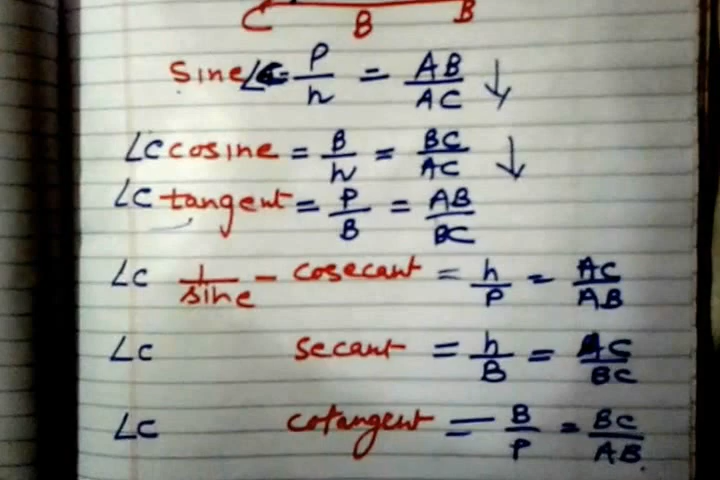 C B B
sine∠C = P/h = AB/AC ↓
∠C cosine = B/h = BC/AC ↓
∠C tangent = P/B = AB/BC
∠C 1/sine - cosecant = h/P = AC/AB
∠C secant = h/B = AC/BC
∠C cotangent = B/P = BC/AB